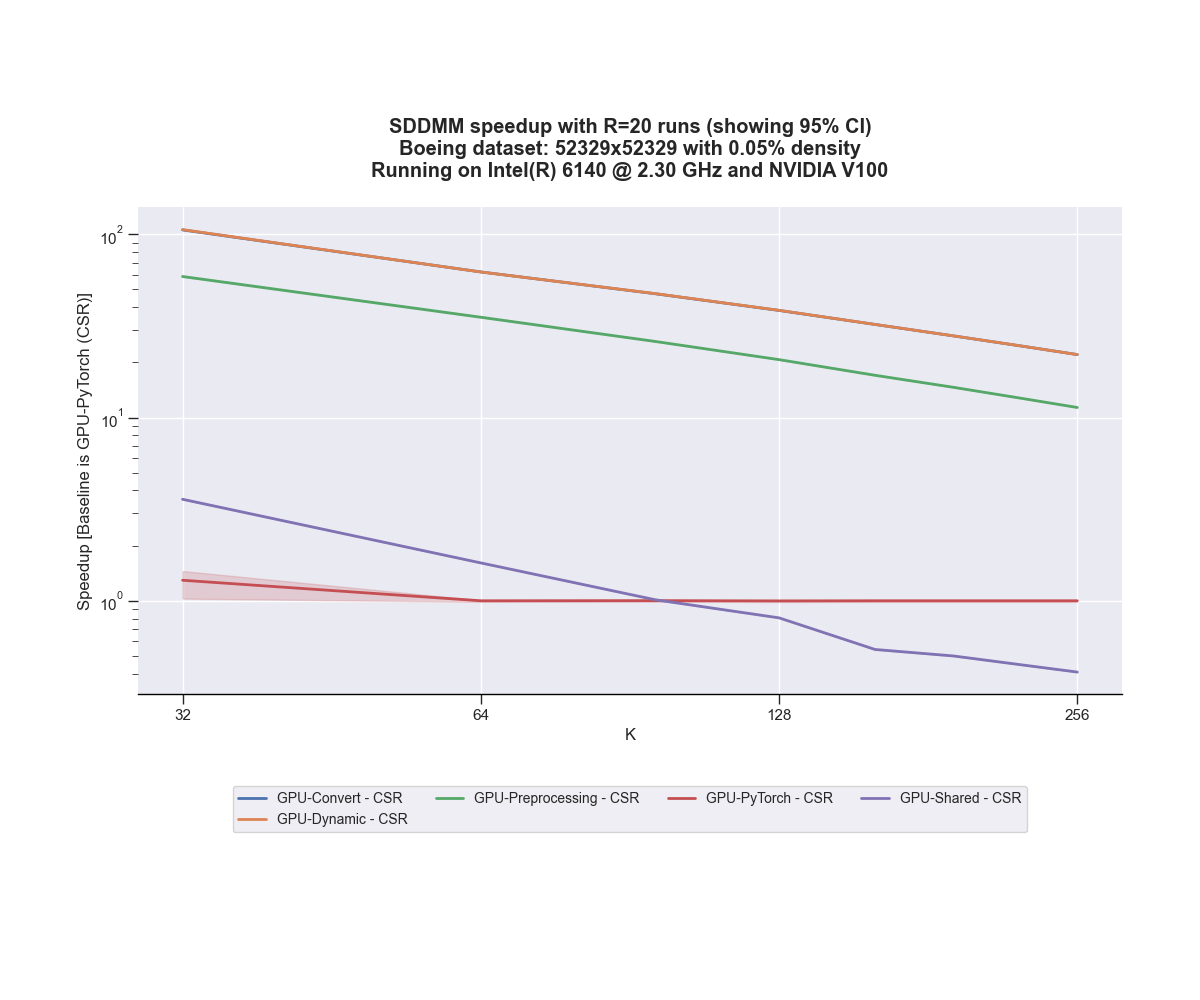 SDDMM speedup with R=20 runs (showing 95% CI)
Boeing dataset: 52329x52329 with 0.05% density
Running on Intel(R) 6140 @ 2.30 GHz and NVIDIA V100
Speedup [Baseline is GPU-PyTorch (CSR)]
10²
10¹
10⁰
32 64 128 256
K
GPU-Convert - CSR GPU-Preprocessing - CSR GPU-PyTorch - CSR GPU-Shared - CSR
GPU-Dynamic - CSR